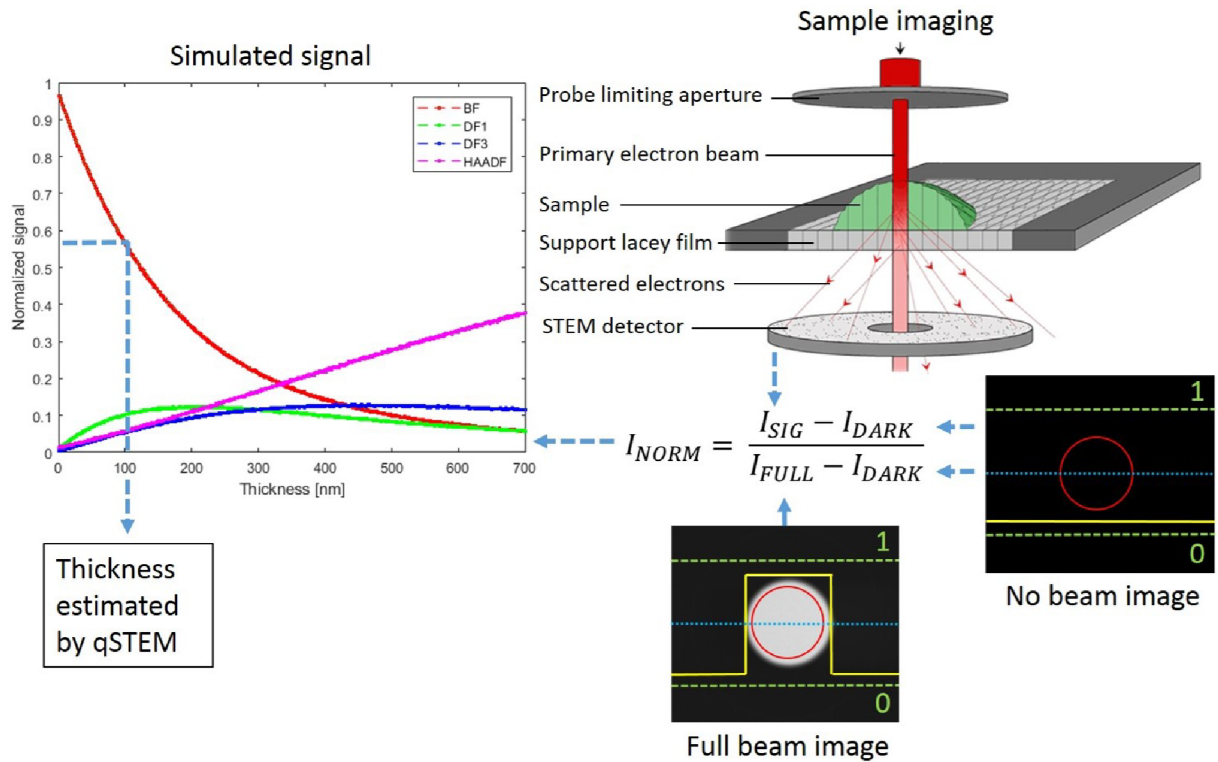 Simulated signal
1
0.9
0.8
0.7
0.6
0.5
0.4
0.3
0.2
0.1
0
Normalized signal
0
100
200
300
400
500
600
700
Thickness [nm]
BF
DF1
DF3
HAADF
Thickness
estimated
by qSTEM
Sample imaging
Probe limiting aperture
Primary electron beam
Sample
Support lacey film
Scattered electrons
STEM detector
I_NORM = (I_SIG − I_DARK) / (I_FULL − I_DARK)
1
0
No beam image
1
0
Full beam image